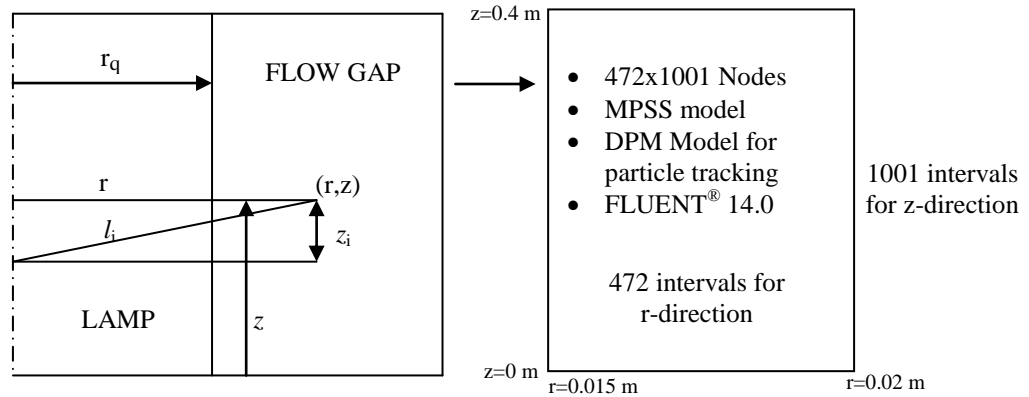 r_q
FLOW GAP
r
(r,z)
l_i
z_i
LAMP
z
z=0.4 m
• 472x1001 Nodes
• MPSS model
• DPM Model for
particle tracking
• FLUENT® 14.0
472 intervals for
r-direction
1001 intervals
for z-direction
z=0 m
r=0.015 m
r=0.02 m